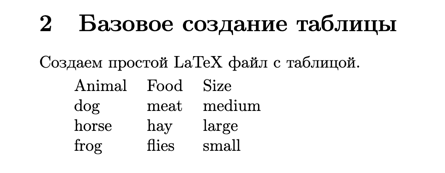 2 Базовое создание таблицы
Создаем простой LaTeX файл с таблицой.
Animal Food Size
dog meat medium
horse hay large
frog flies small